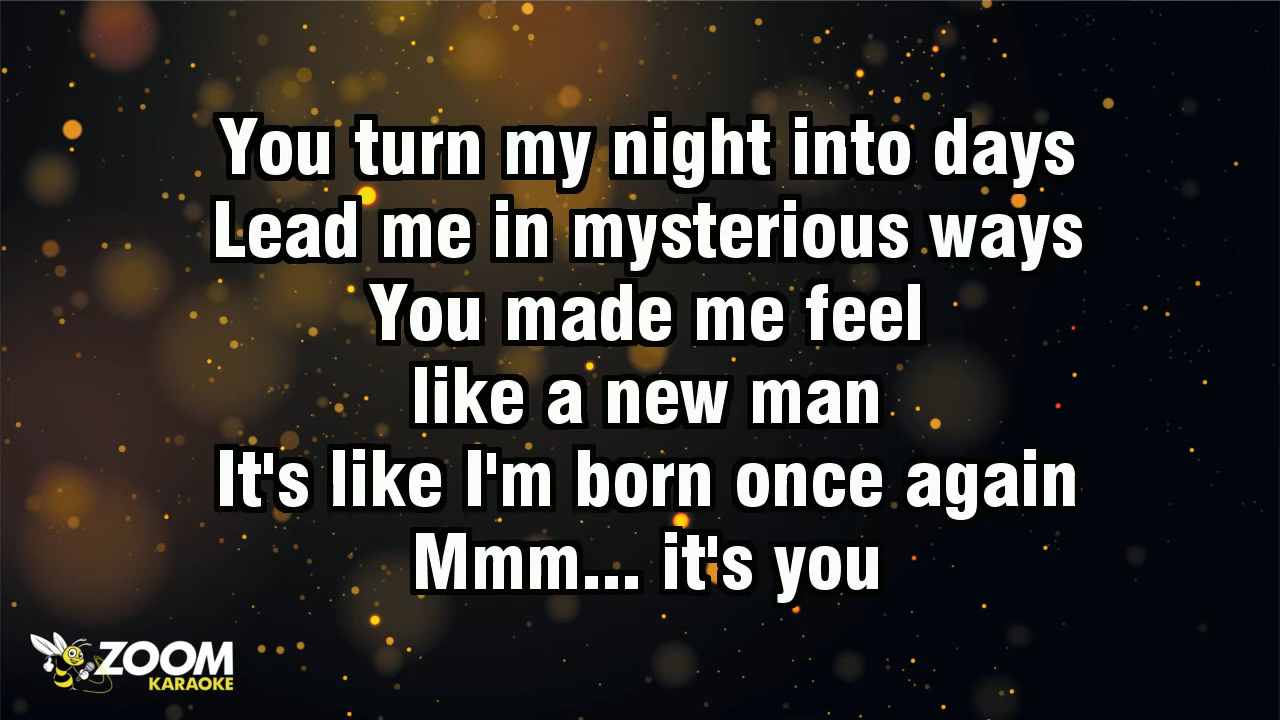 You turn my night into days
Lead me in mysterious ways
You made me feel
like a new man
It's like I'm born once again
Mmm... it's you
ZOOM
KARAOKE